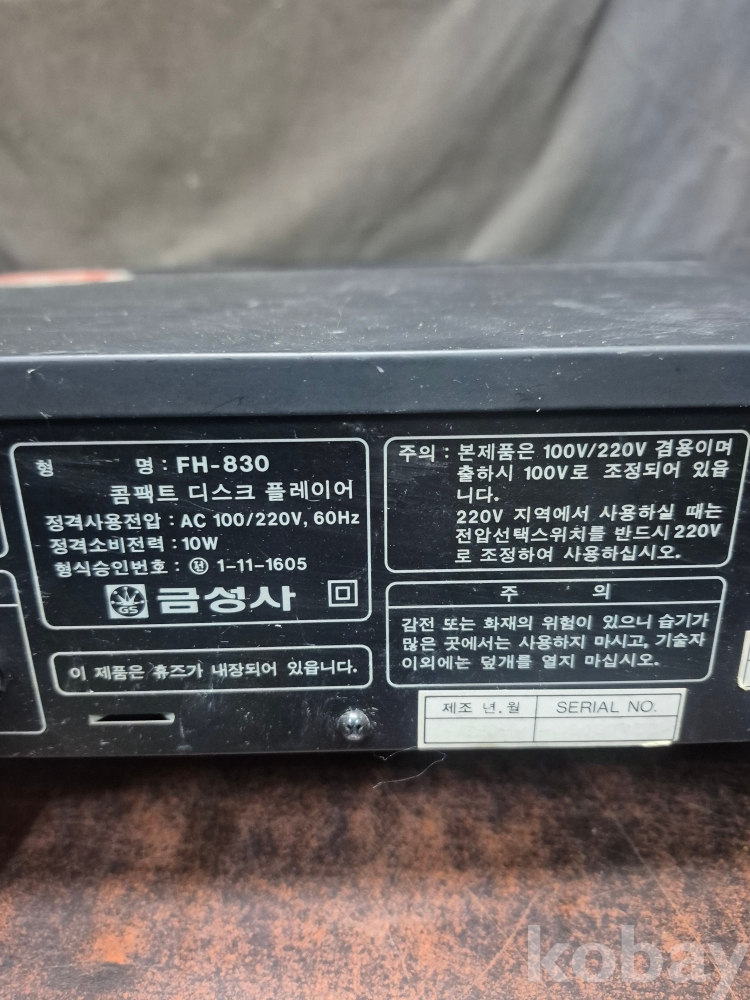 형 명 : FH-830
콤팩트 디스크 플레이어
정격사용전압 : AC 100/220V, 60Hz
정격소비전력 : 10W
형식승인번호 : 전 1-11-1605
GS 금성사
이 제품은 휴즈가 내장되어 있읍니다.
주의 : 본제품은 100V/220V 겸용이며
출하시 100V로 조정되어 있읍
니다.
220V 지역에서 사용하실 때는
전압선택스위치를 반드시 220V
로 조정하여 사용하십시오.
주 의
감전 또는 화재의 위험이 있으니 습기가
많은 곳에서는 사용하지 마시고, 기술자
이외에는 덮개를 열지 마십시오.
제조 년.월 SERIAL NO.
kobay